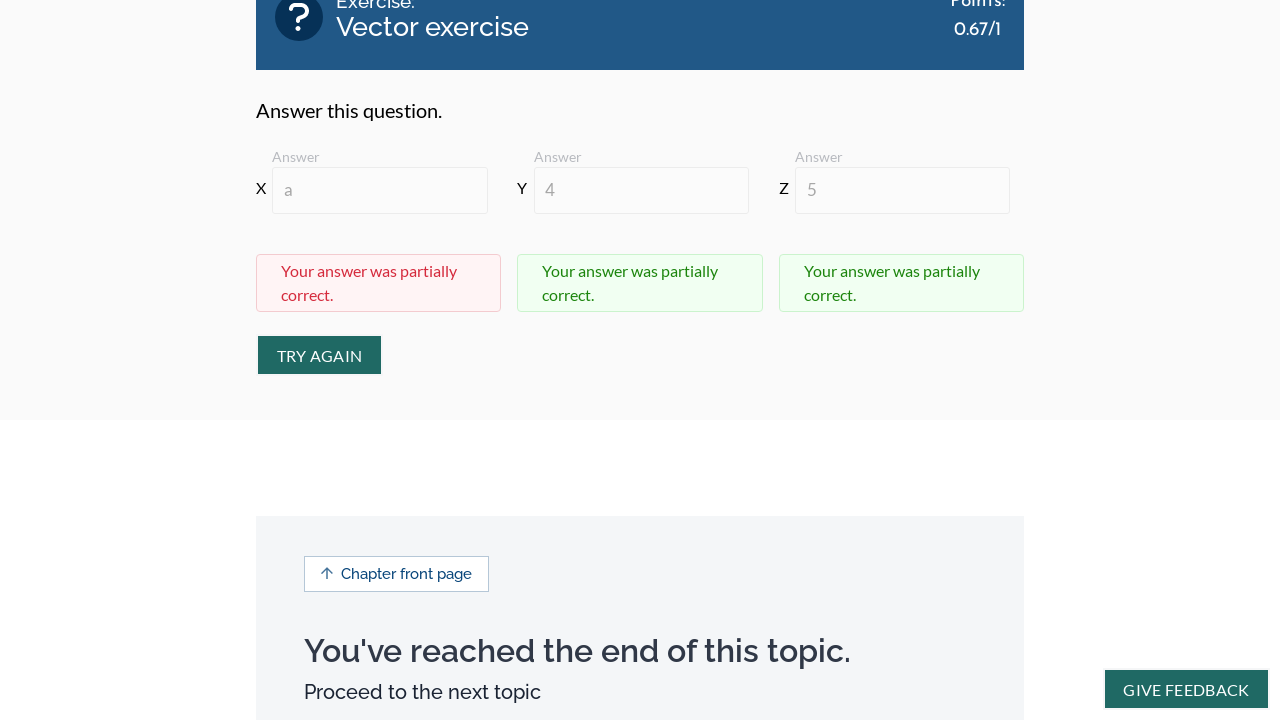 Exercise:
Vector exercise
Points:
0.67/1
Answer this question.
Answer
Answer
Answer
X
a
Y
4
Z
5
Your answer was partially
correct.
Your answer was partially
correct.
Your answer was partially
correct.
TRY AGAIN
Chapter front page
You've reached the end of this topic.
Proceed to the next topic
GIVE FEEDBACK